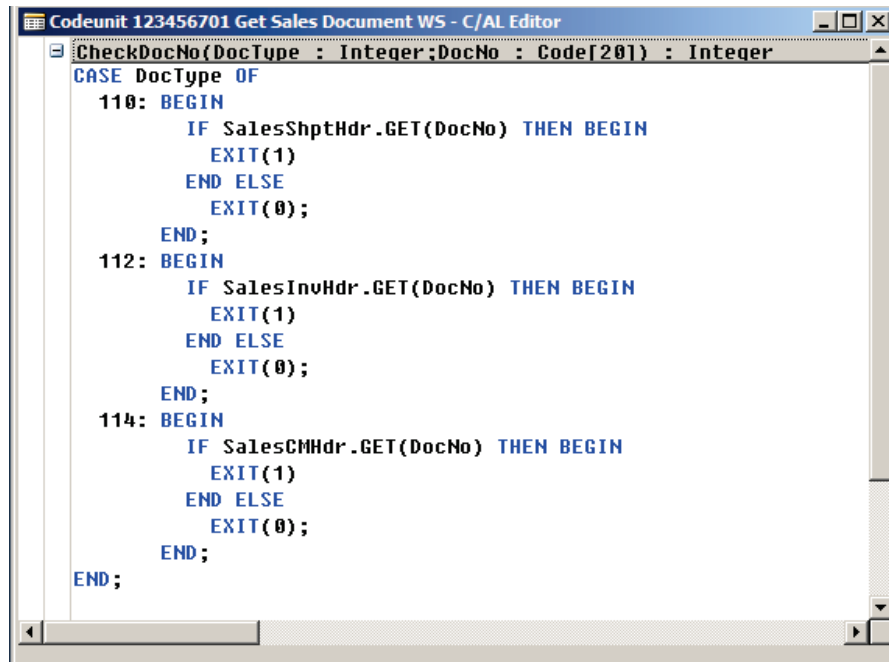 Codeunit 123456701 Get Sales Document WS - C/AL Editor
CheckDocNo(DocType : Integer;DocNo : Code[20]) : Integer
CASE DocType OF
110: BEGIN
IF SalesShptHdr.GET(DocNo) THEN BEGIN
EXIT(1)
END ELSE
EXIT(0);
END;
112: BEGIN
IF SalesInvHdr.GET(DocNo) THEN BEGIN
EXIT(1)
END ELSE
EXIT(0);
END;
114: BEGIN
IF SalesCMHdr.GET(DocNo) THEN BEGIN
EXIT(1)
END ELSE
EXIT(0);
END;
END;